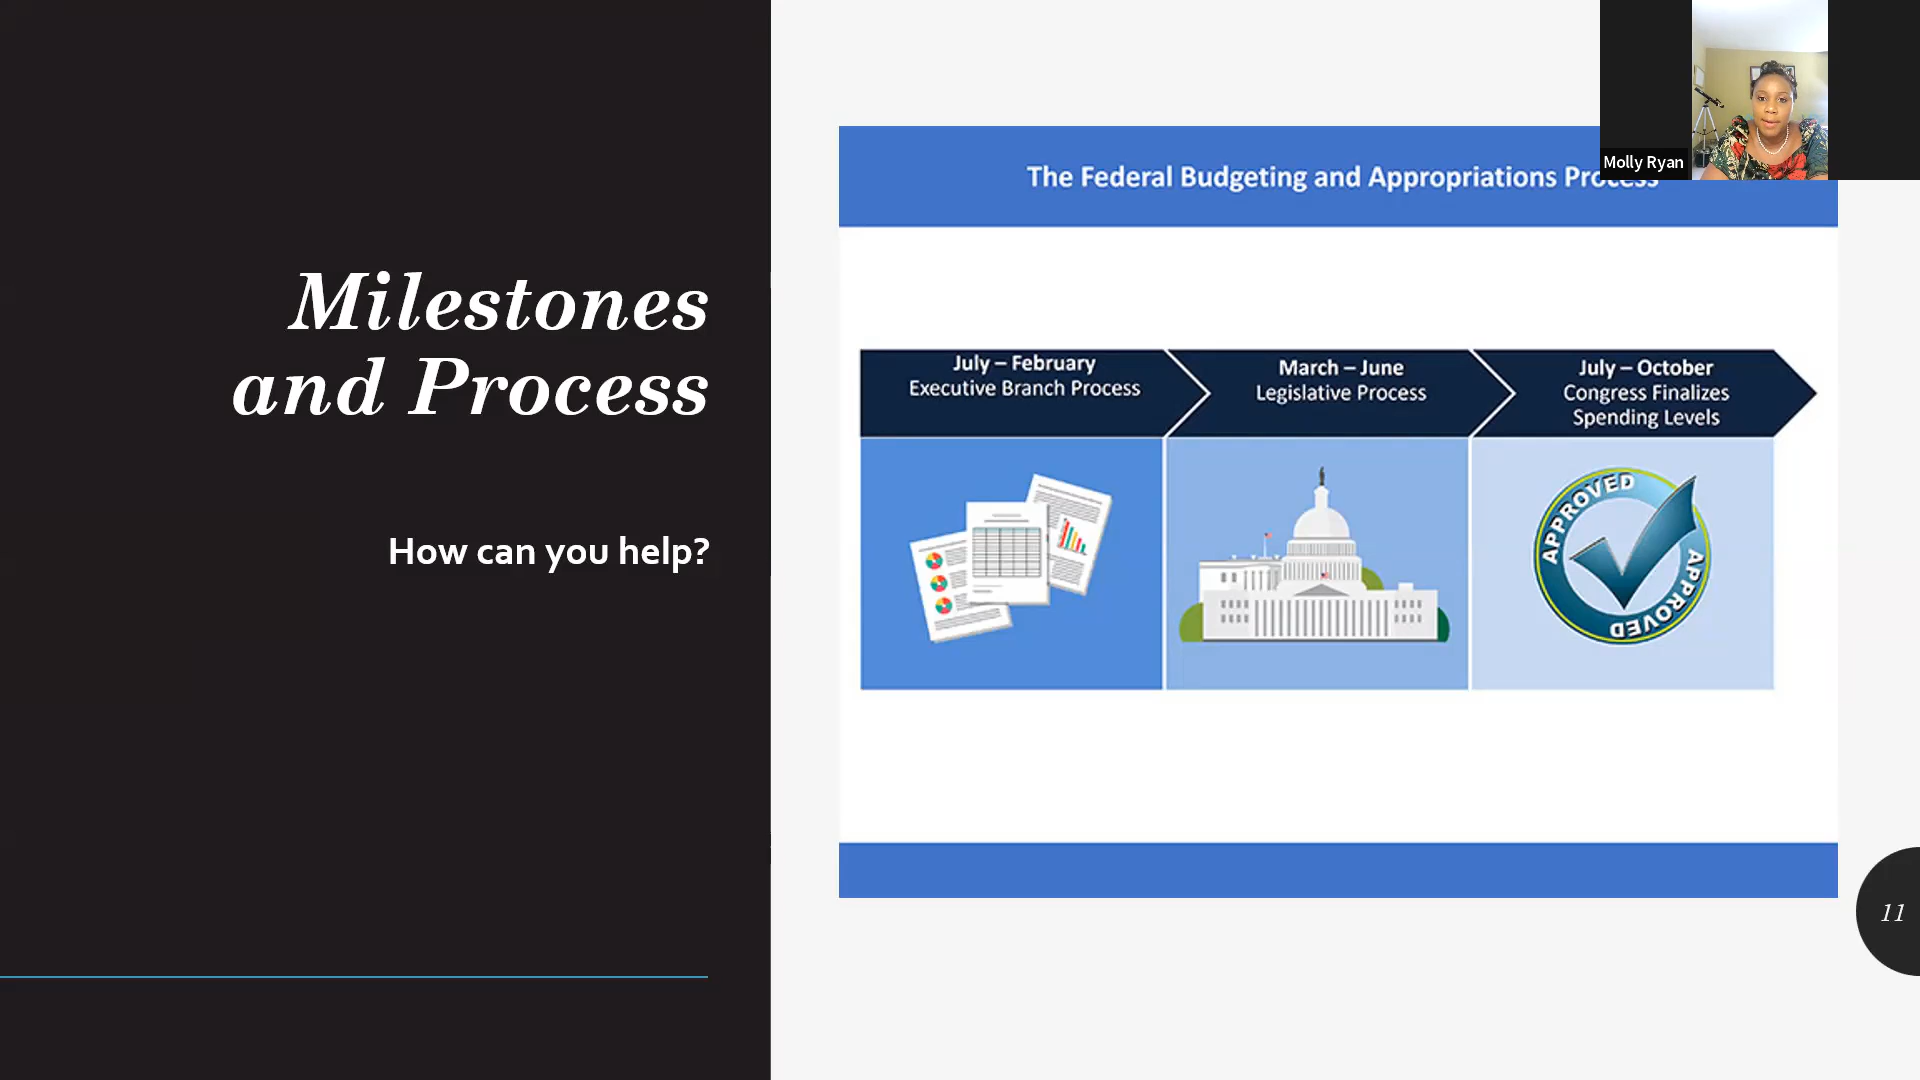 Milestones
and Process
How can you help?
Molly Ryan
The Federal Budgeting and Appropriations Process
July – February
Executive Branch Process
March – June
Legislative Process
July – October
Congress Finalizes
Spending Levels
APPROVED
APPROVED
11